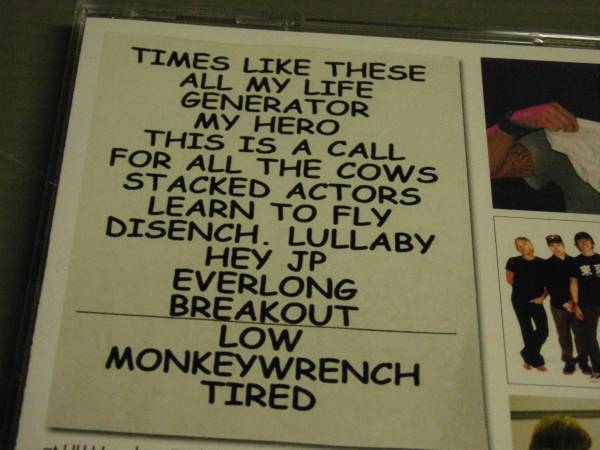 TIMES LIKE THESE
ALL MY LIFE
GENERATOR
MY HERO
THIS IS A CALL
FOR ALL THE COWS
STACKED ACTORS
LEARN TO FLY
DISENCH. LULLABY
HEY JP
EVERLONG
BREAKOUT
LOW
MONKEYWRENCH
TIRED